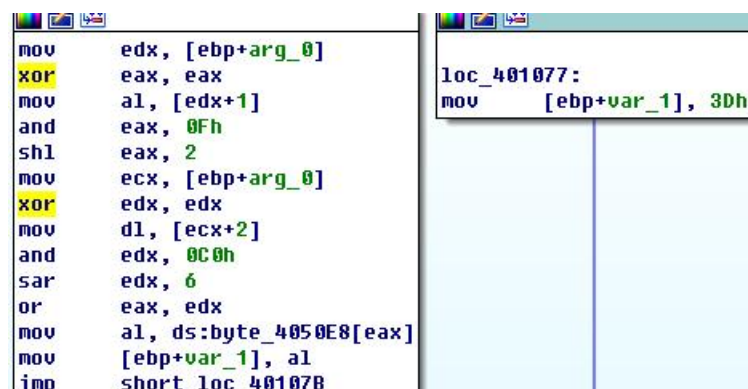 mov edx, [ebp+arg_0]
xor eax, eax
mov al, [edx+1]
and eax, 0Fh
shl eax, 2
mov ecx, [ebp+arg_0]
xor edx, edx
mov dl, [ecx+2]
and edx, 0C0h
sar edx, 6
or eax, edx
mov al, ds:byte_4050E8[eax]
mov [ebp+var_1], al
jmp short loc_40107B
loc_401077:
mov [ebp+var_1], 3Dh